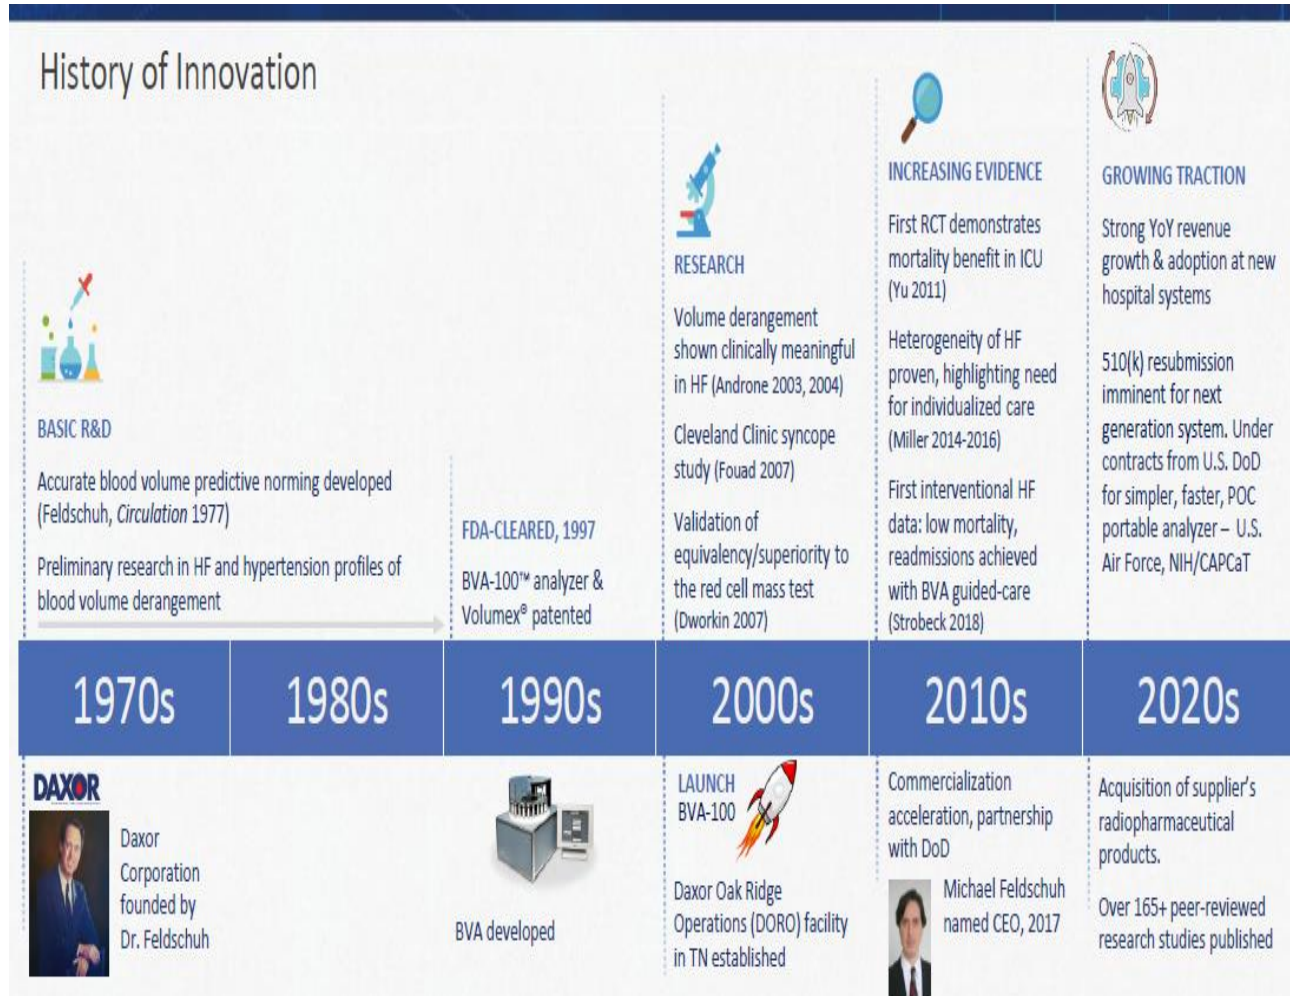 History of Innovation
BASIC R&D
Accurate blood volume predictive norming developed
(Feldschuh, Circulation 1977)
Preliminary research in HF and hypertension profiles of
blood volume derangement
FDA-CLEARED, 1997
BVA-100™ analyzer &
Volumex® patented
RESEARCH
Volume derangement
shown clinically meaningful
in HF (Androne 2003, 2004)
Cleveland Clinic syncope
study (Fouad 2007)
Validation of
equivalency/superiority to
the red cell mass test
(Dworkin 2007)
INCREASING EVIDENCE
First RCT demonstrates
mortality benefit in ICU
(Yu 2011)
Heterogeneity of HF
proven, highlighting need
for individualized care
(Miller 2014-2016)
First interventional HF
data: low mortality,
readmissions achieved
with BVA guided-care
(Strobeck 2018)
GROWING TRACTION
Strong YoY revenue
growth & adoption at new
hospital systems
510(k) resubmission
imminent for next
generation system. Under
contracts from U.S. DoD
for simpler, faster, POC
portable analyzer – U.S.
Air Force, NIH/CAPCaT
1970s
1980s
1990s
2000s
2010s
2020s
DAXOR
Daxor
Corporation
founded by
Dr. Feldschuh
BVA developed
LAUNCH
BVA-100
Daxor Oak Ridge
Operations (DORO) facility
in TN established
Commercialization
acceleration, partnership
with DoD
Michael Feldschuh
named CEO, 2017
Acquisition of supplier's
radiopharmaceutical
products.
Over 165+ peer-reviewed
research studies published